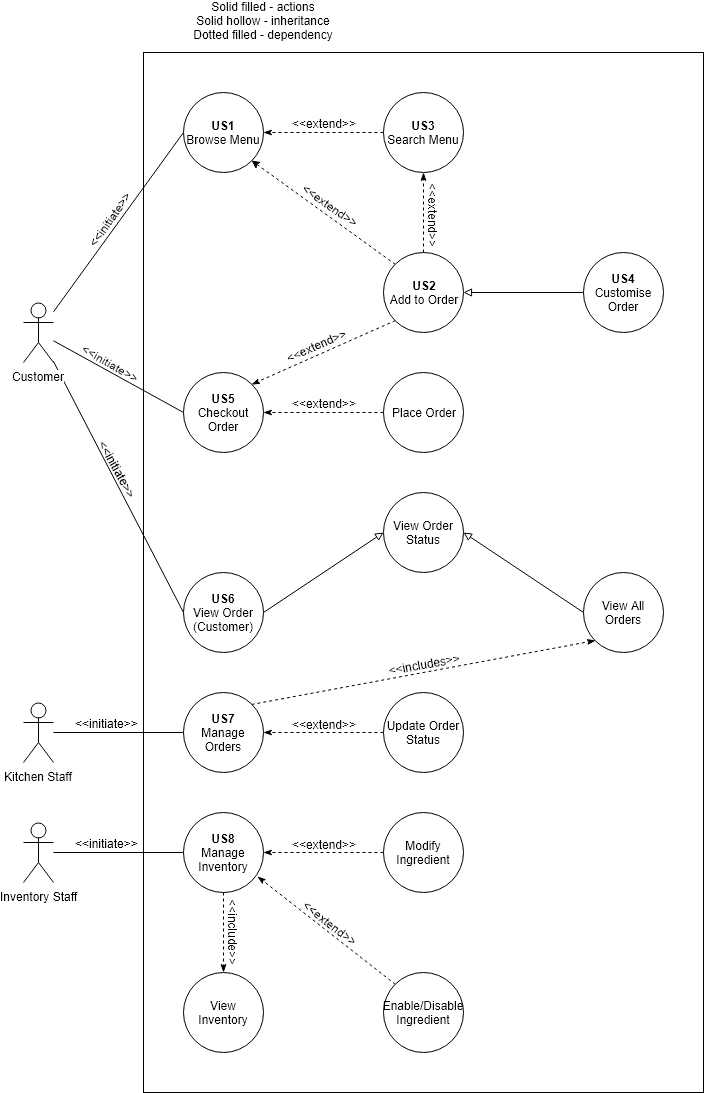 Solid filled - actions
Solid hollow - inheritance
Dotted filled - dependency
US1
Browse Menu
<<extend>>
US3
Search Menu
<<initiate>>
<<extend>>
<<extend>>
US2
Add to Order
US4
Customise
Order
Customer
<<initiate>>
<<extend>>
US5
Checkout
Order
<<extend>>
Place Order
<<initiate>>
View Order
Status
US6
View Order
(Customer)
View All
Orders
<<includes>>
Kitchen Staff
<<initiate>>
US7
Manage
Orders
<<extend>>
Update Order
Status
Inventory Staff
<<initiate>>
US8
Manage
Inventory
<<extend>>
Modify
Ingredient
<<include>>
<<extend>>
View
Inventory
Enable/Disable
Ingredient